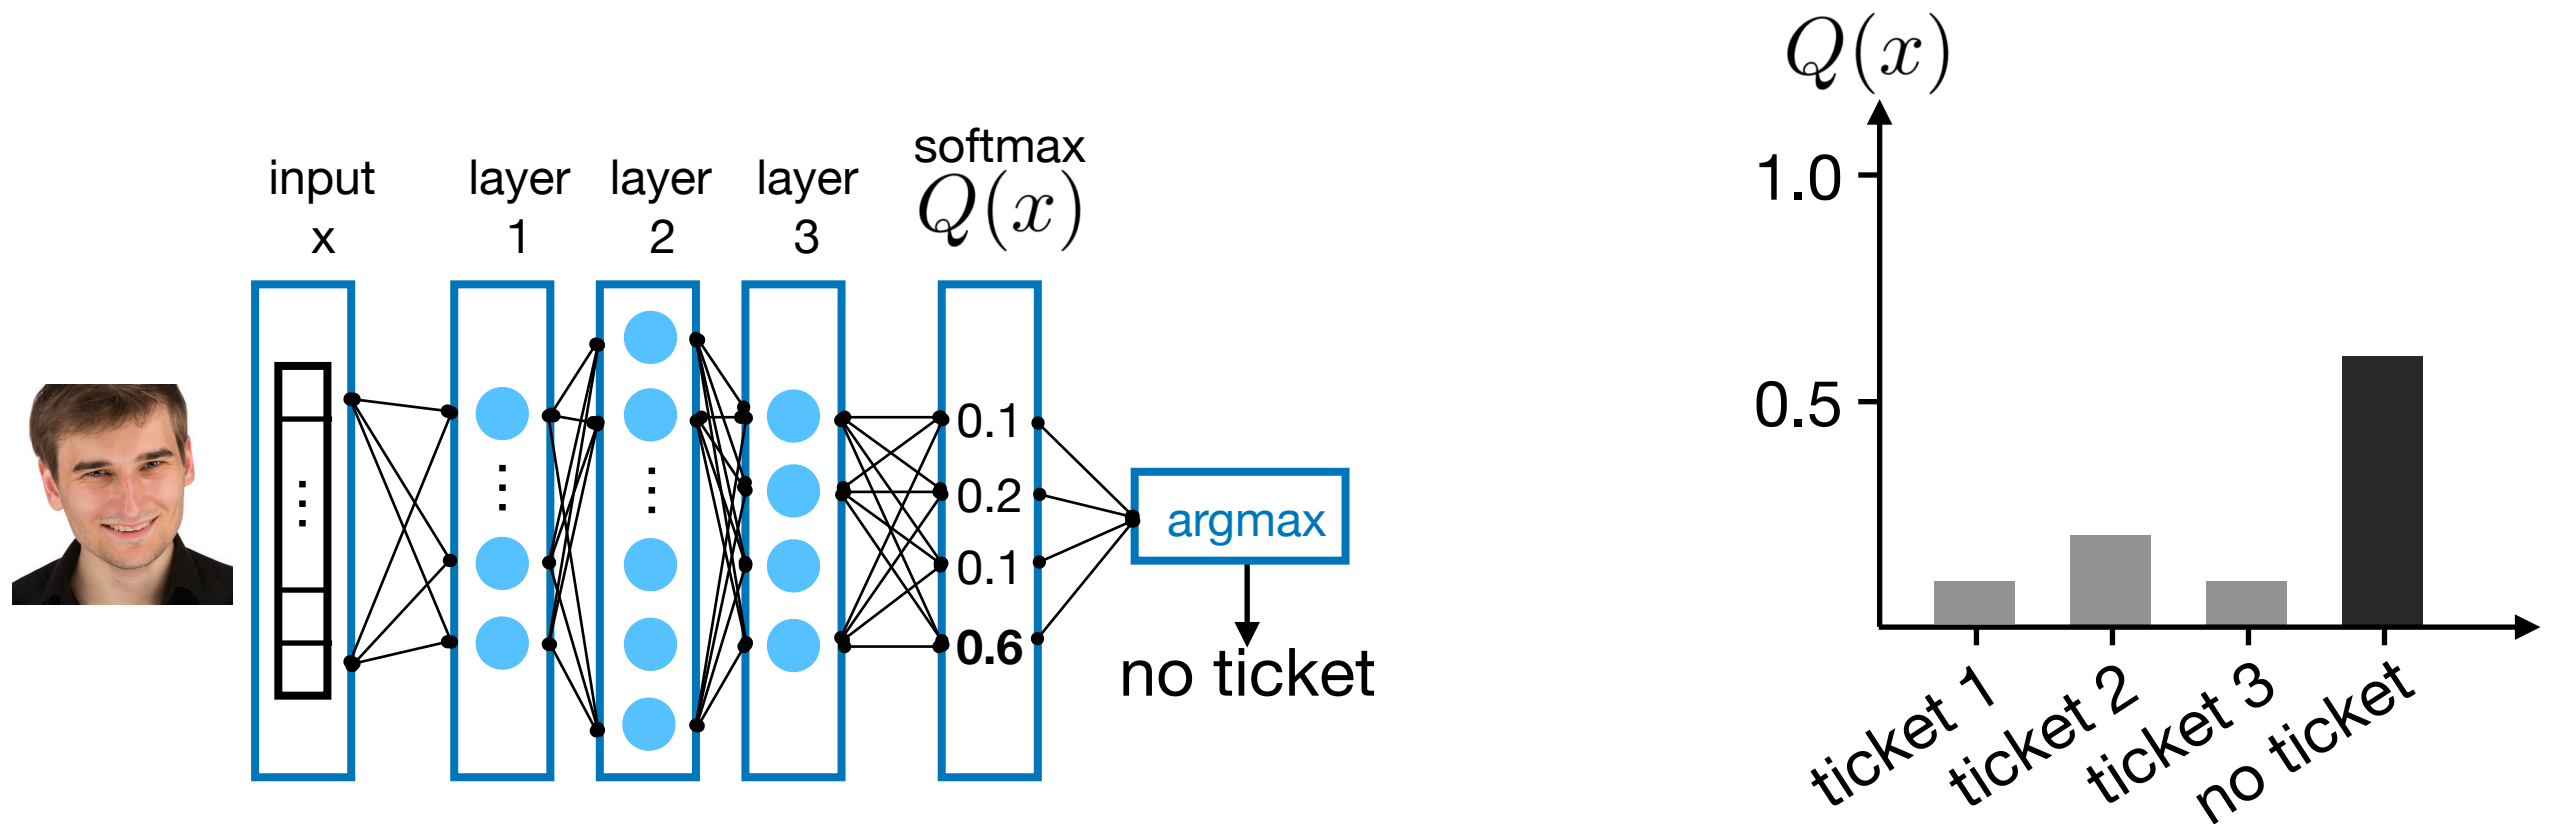 input
x
layer
1
layer
2
layer
3
softmax
Q(x)
0.1
0.2
0.1
0.6
argmax
no ticket
Q(x)
1.0
0.5
ticket 1
ticket 2
ticket 3
no ticket